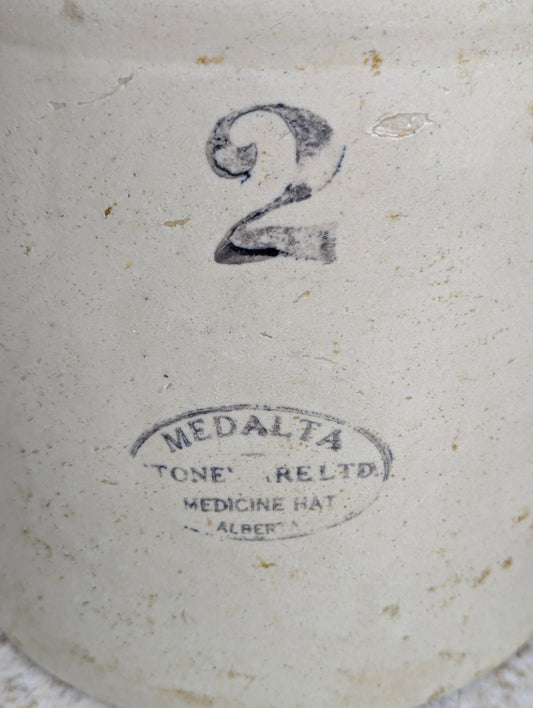 2
MEDALTA
LTD.
MEDICINE HAT
ALBERTA